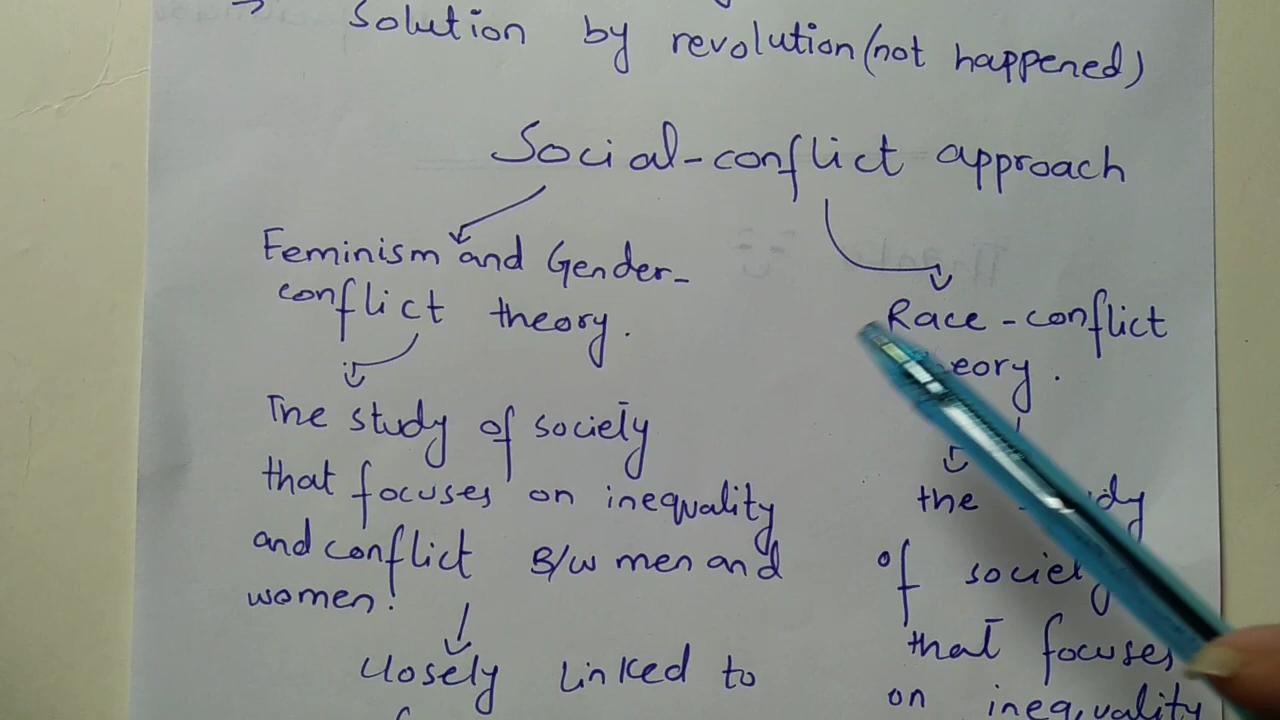 → Solution by revolution (not happened)
Social-conflict approach
Feminism and Gender-
conflict theory.
The study of society
that focuses on inequality
and conflict B/w men and
women!
closely linked to
Race-conflict
eory.
the dy
of societ
that focuses
on inequality